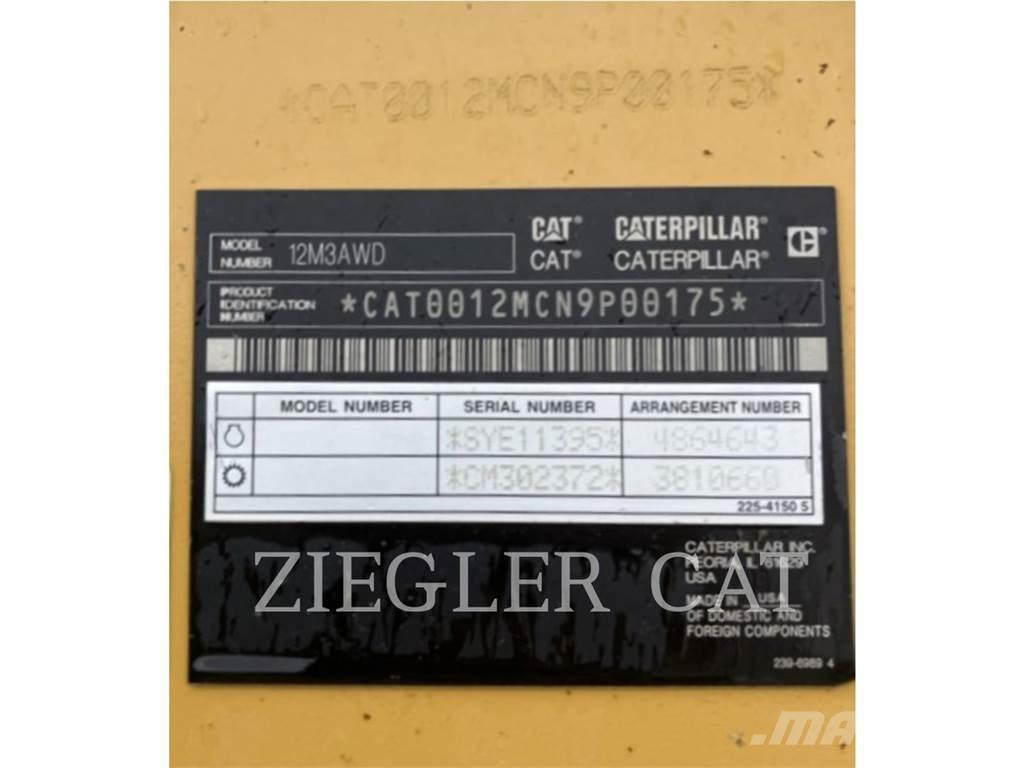 *CAT0012MCN9P00175*
CAT® CATERPILLAR®
MODEL NUMBER 12M3AWD
CAT® CATERPILLAR®
PRODUCT IDENTIFICATION NUMBER *CAT0012MCN9P00175*
MODEL NUMBER SERIAL NUMBER ARRANGEMENT NUMBER
*SYE11395* 4864643
*CM302372* 3810660
225-4150 5
CATERPILLAR INC.
PEORIA, IL 61629
USA
MADE IN USA
OF DOMESTIC AND
FOREIGN COMPONENTS
239-6989 4
ZIEGLER CAT